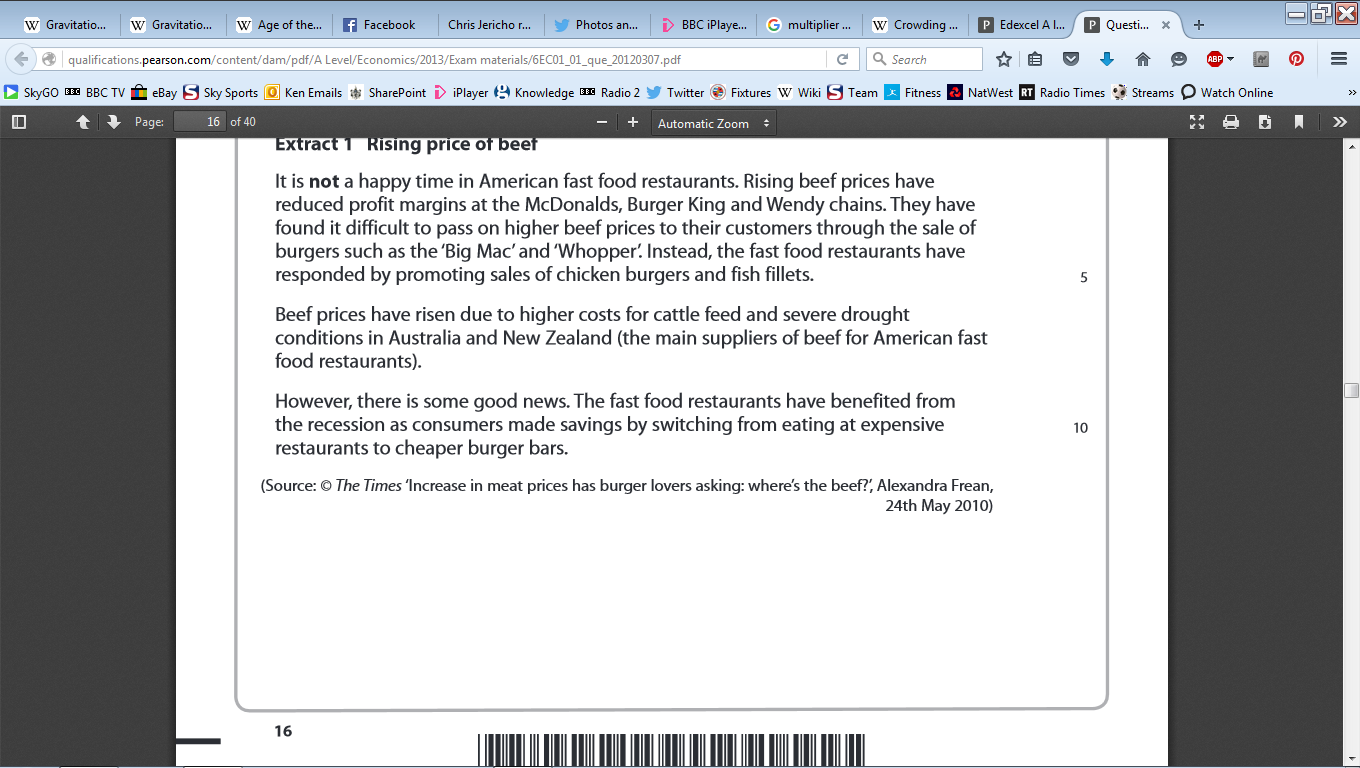 Gravitatio...
Gravitatio...
Age of the...
Facebook
Chris Jericho r...
Photos an...
BBC iPlaye...
multiplier ...
Crowding ...
Edexcel A l...
Questi...
qualifications.pearson.com/content/dam/pdf/A Level/Economics/2013/Exam materials/6EC01_01_que_20120307.pdf
Search
ABP
SkyGO
BBC TV
eBay
Sky Sports
Ken Emails
SharePoint
iPlayer
Knowledge
Radio 2
Twitter
Fixtures
Wiki
Team
Fitness
NatWest
Radio Times
Streams
Watch Online
Page: 16 of 40
Automatic Zoom
Extract 1 Rising price of beef
It is not a happy time in American fast food restaurants. Rising beef prices have
reduced profit margins at the McDonalds, Burger King and Wendy chains. They have
found it difficult to pass on higher beef prices to their customers through the sale of
burgers such as the ‘Big Mac’ and ‘Whopper’. Instead, the fast food restaurants have
responded by promoting sales of chicken burgers and fish fillets. 5
Beef prices have risen due to higher costs for cattle feed and severe drought
conditions in Australia and New Zealand (the main suppliers of beef for American fast
food restaurants).
However, there is some good news. The fast food restaurants have benefited from
the recession as consumers made savings by switching from eating at expensive 10
restaurants to cheaper burger bars.
(Source: © The Times ‘Increase in meat prices has burger lovers asking: where’s the beef?’, Alexandra Frean,
24th May 2010)
16